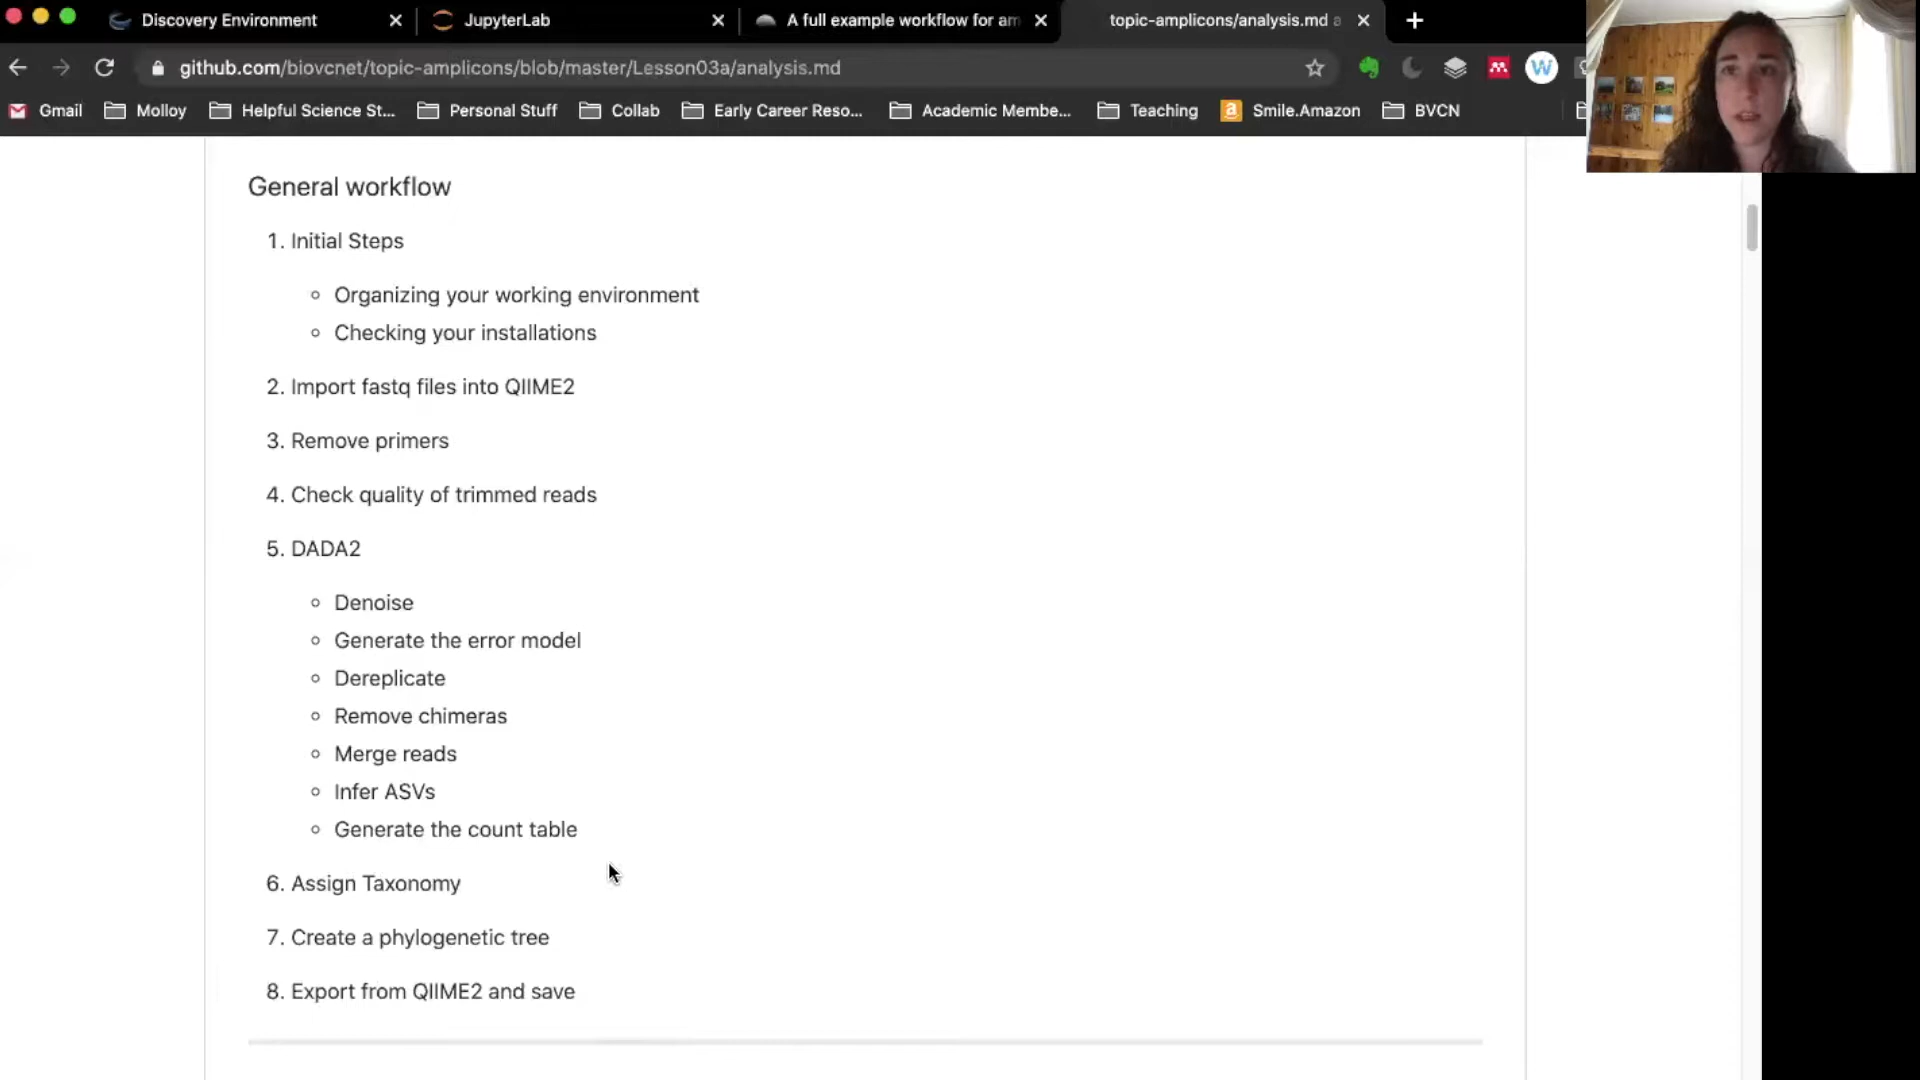 Discovery Environment
JupyterLab
A full example workflow for am
topic-amplicons/analysis.md a
github.com/biovcnet/topic-amplicons/blob/master/Lesson03a/analysis.md
W
Gmail
Molloy
Helpful Science St...
Personal Stuff
Collab
Early Career Reso...
Academic Membe...
Teaching
a
Smile.Amazon
BVCN
General workflow
1. Initial Steps
Organizing your working environment
Checking your installations
2. Import fastq files into QIIME2
3. Remove primers
4. Check quality of trimmed reads
5. DADA2
Denoise
Generate the error model
Dereplicate
Remove chimeras
Merge reads
Infer ASVs
Generate the count table
6. Assign Taxonomy
7. Create a phylogenetic tree
8. Export from QIIME2 and save